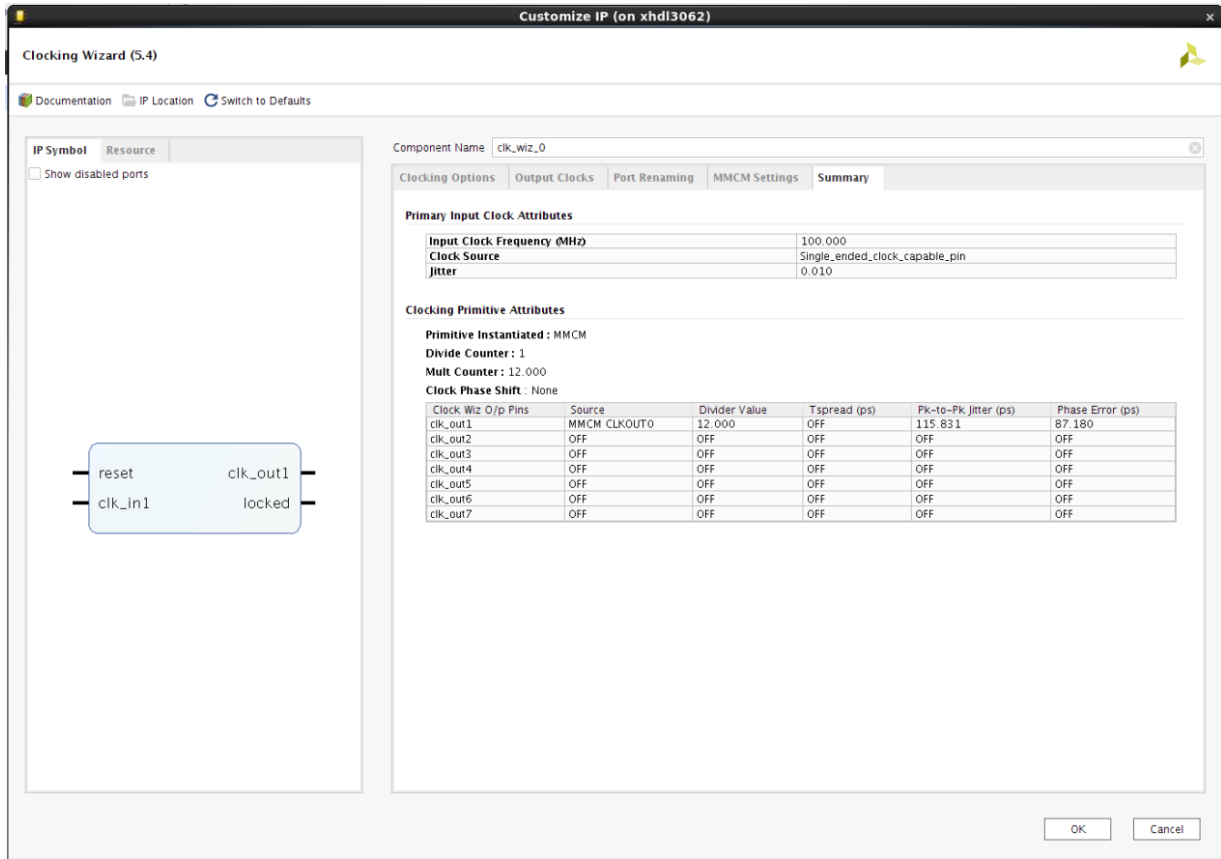 Customize IP (on xhdl3062)
Clocking Wizard (5.4)
Documentation IP Location Switch to Defaults
IP Symbol Resource
Show disabled ports
reset clk_out1
clk_in1 locked
Component Name clk_wiz_0
Clocking Options Output Clocks Port Renaming MMCM Settings Summary
Primary Input Clock Attributes
Input Clock Frequency (MHz) 100.000
Clock Source Single_ended_clock_capable_pin
Jitter 0.010
Clocking Primitive Attributes
Primitive Instantiated : MMCM
Divide Counter : 1
Mult Counter : 12.000
Clock Phase Shift : None
Clock Wiz O/p Pins Source Divider Value Tspread (ps) Pk-to-Pk Jitter (ps) Phase Error (ps)
clk_out1 MMCM CLKOUT0 12.000 OFF 115.831 87.180
clk_out2 OFF OFF OFF OFF OFF
clk_out3 OFF OFF OFF OFF OFF
clk_out4 OFF OFF OFF OFF OFF
clk_out5 OFF OFF OFF OFF OFF
clk_out6 OFF OFF OFF OFF OFF
clk_out7 OFF OFF OFF OFF OFF
OK Cancel